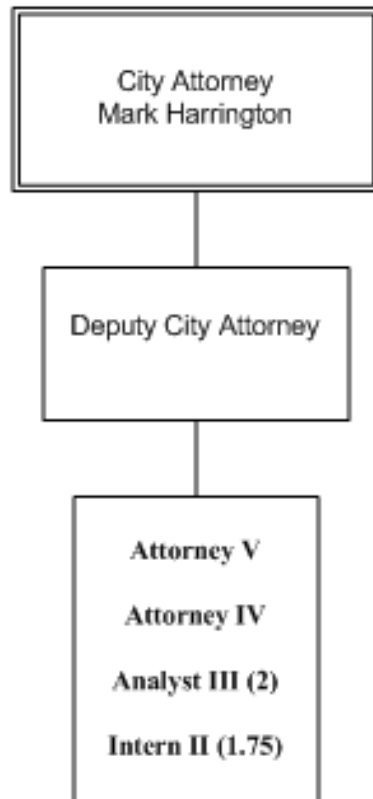 City Attorney
Mark Harrington
Deputy City Attorney
Attorney V
Attorney IV
Analyst III (2)
Intern II (1.75)